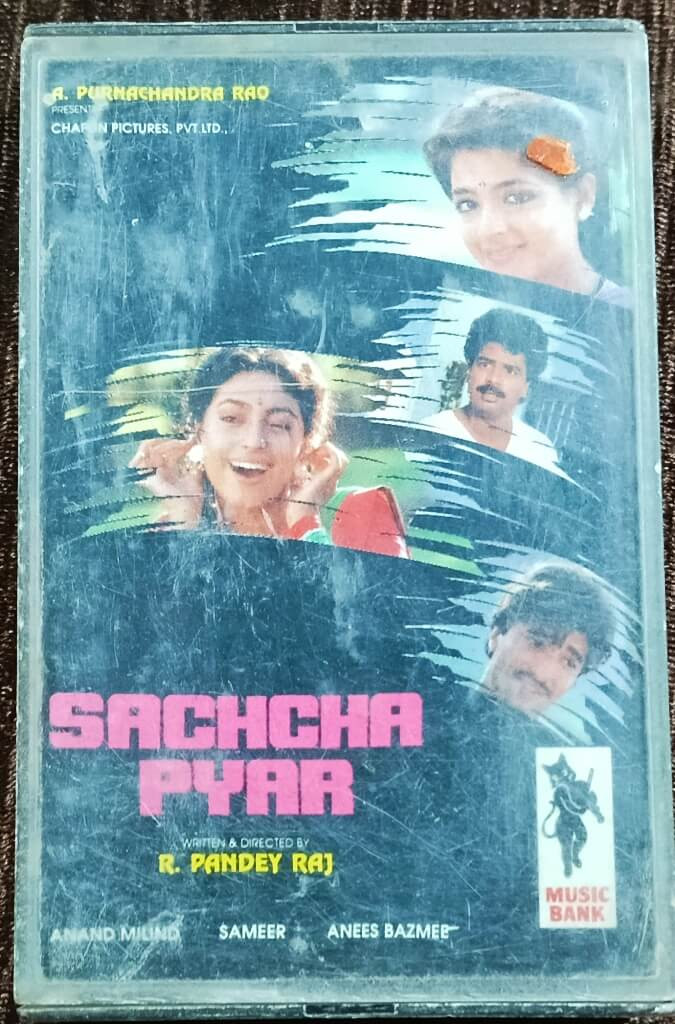 A. PURNACHANDRA RAO
PRESENTS
CHAPLIN PICTURES. PVT.LTD.,
SACHCHA
PYAR
WRITTEN & DIRECTED BY
R. PANDEY RAJ
MUSIC
BANK
ANAND MILIND SAMEER ANEES BAZMEE